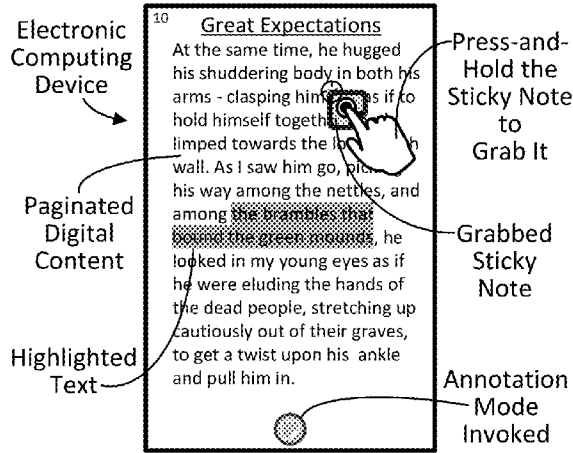 10
Great Expectations
At the same time, he hugged
his shuddering body in both his
arms - clasping him s if to
hold himself togeth
limped towards the lo h
wall. As I saw him go, pic
his way among the nettles, and
among the brambles that
bound the green mounds, he
looked in my young eyes as if
he were eluding the hands of
the dead people, stretching up
cautiously out of their graves,
to get a twist upon his ankle
and pull him in.
Electronic
Computing
Device
Paginated
Digital
Content
Highlighted
Text
Press-and-
Hold the
Sticky Note
to
Grab It
Grabbed
Sticky
Note
Annotation
Mode
Invoked